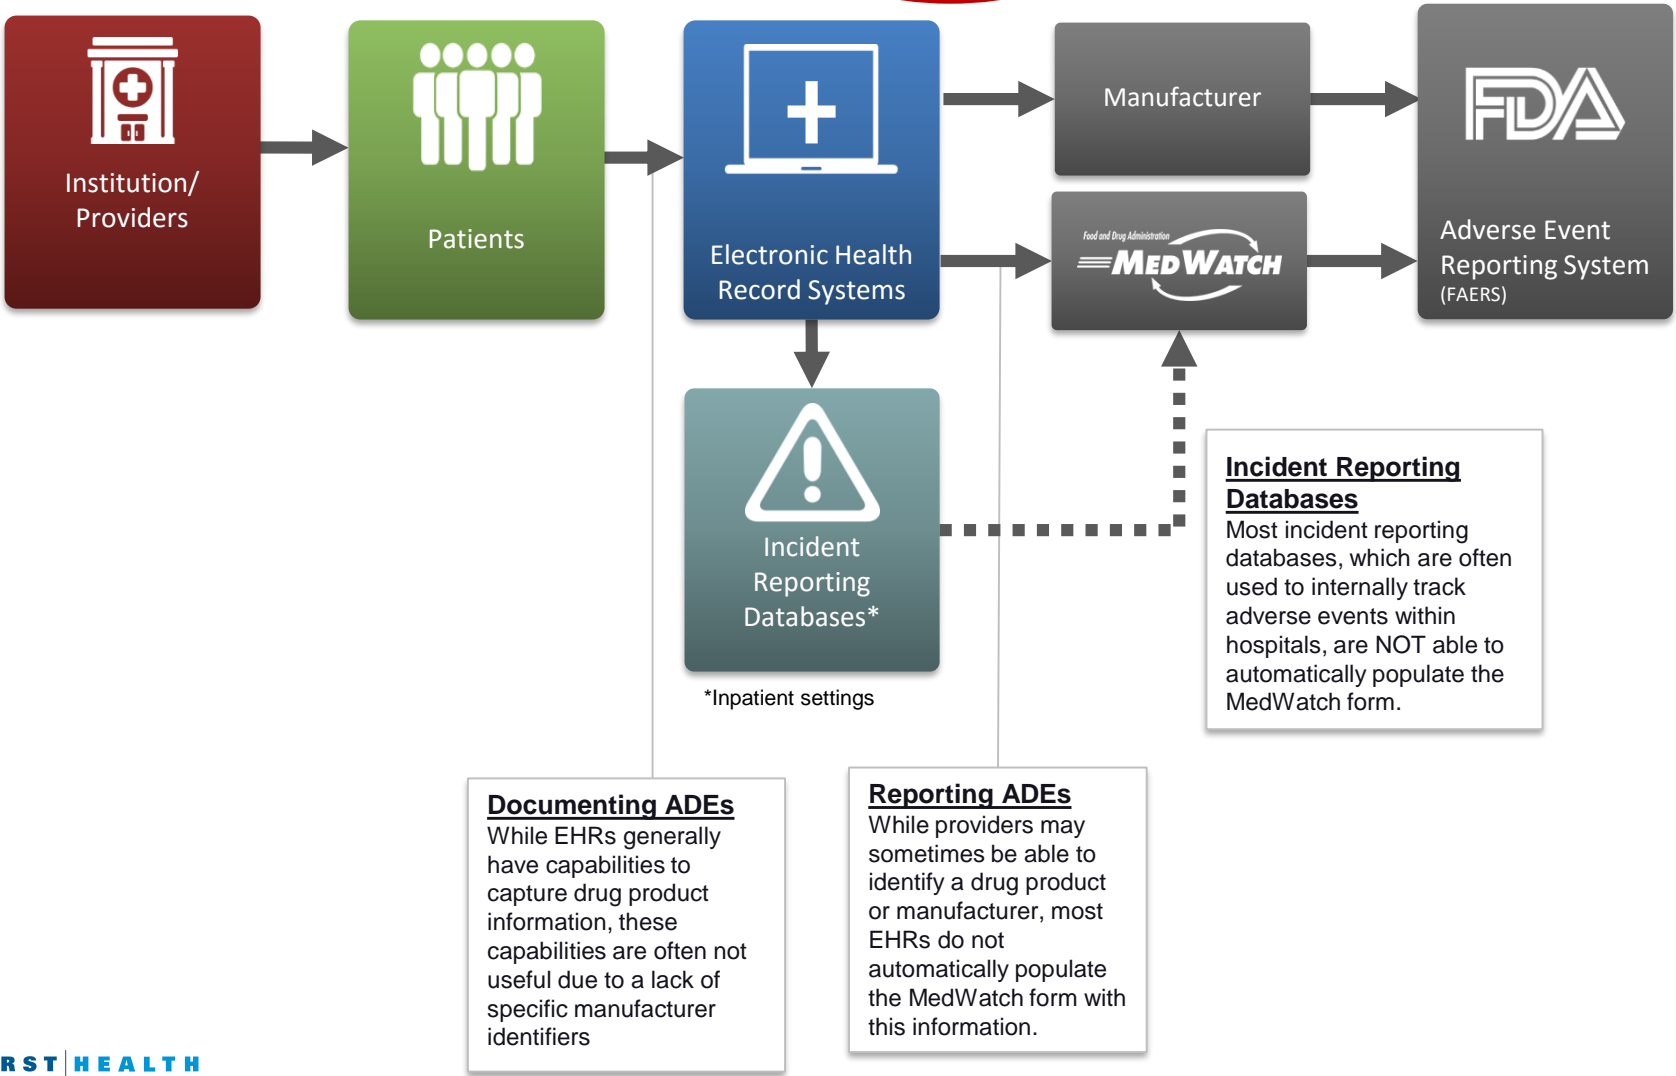 Institution/
Providers
Patients
Electronic Health
Record Systems
Manufacturer
Food and Drug Administration
MEDWATCH
FDA
Adverse Event
Reporting System
(FAERS)
Incident
Reporting
Databases*
*Inpatient settings
Incident Reporting
Databases
Most incident reporting
databases, which are often
used to internally track
adverse events within
hospitals, are NOT able to
automatically populate the
MedWatch form.
Documenting ADEs
While EHRs generally
have capabilities to
capture drug product
information, these
capabilities are often not
useful due to a lack of
specific manufacturer
identifiers
Reporting ADEs
While providers may
sometimes be able to
identify a drug product
or manufacturer, most
EHRs do not
automatically populate
the MedWatch form with
this information.
RST HEALTH